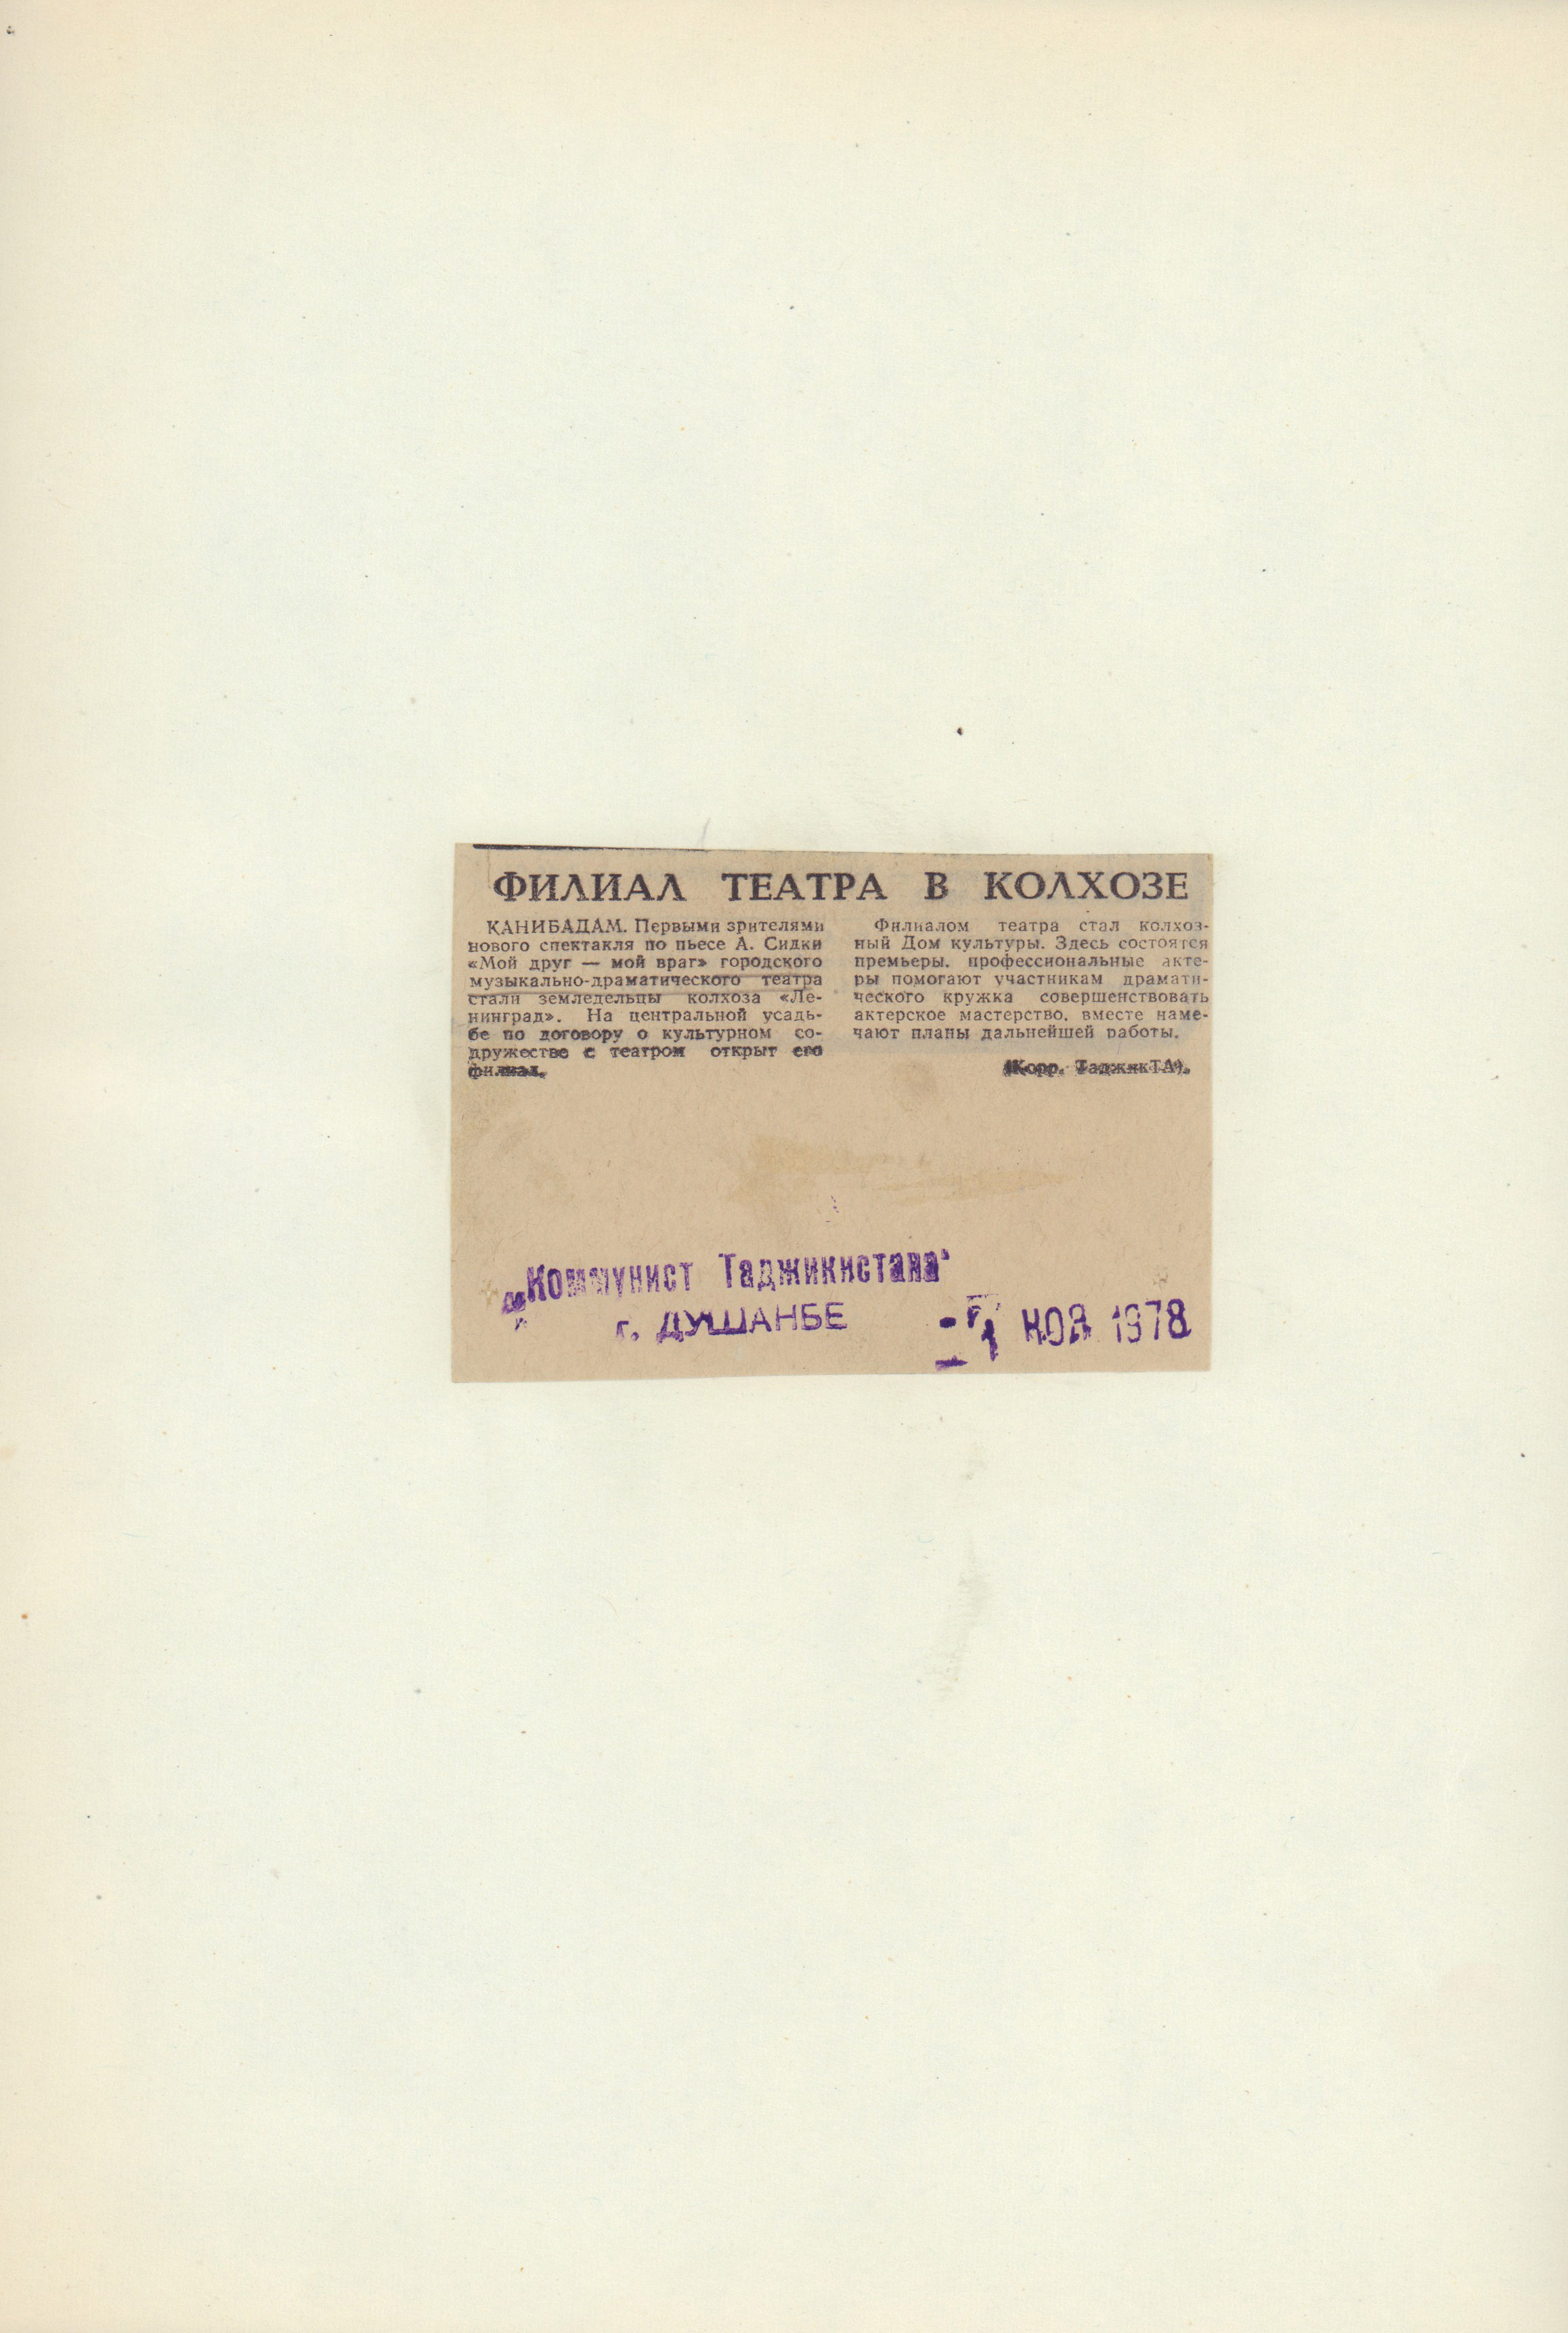 ФИЛИАЛ ТЕАТРА В КОЛХОЗЕ
КАНИБАДАМ. Первыми зрителями
нового спектакля по пьесе А. Сидки
«Мой друг — мой враг» городского
музыкально-драматического театра
стали земледельцы колхоза «Ле-
нинград». На центральной усадь-
бе по договору о культурном со-
дружестве с театром открыт его
филиал.
Филиалом театра стал колхоз-
ный Дом культуры. Здесь состоятся
премьеры, профессиональные акте-
ры помогают участникам драмати-
ческого кружка совершенствовать
актерское мастерство, вместе наме-
чают планы дальнейшей работы.
(Корр. ТаджикТА).
„Коммунист Таджикистана"
г. ДУШАНБЕ
НОЯ 1978